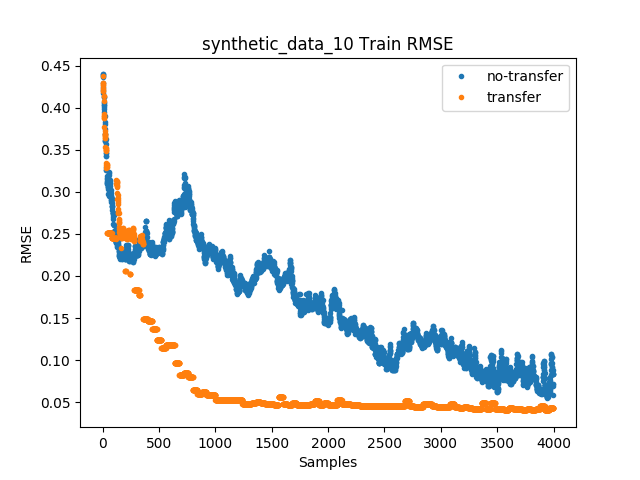 synthetic_data_10 Train RMSE
no-transfer
transfer
RMSE
0.45
0.40
0.35
0.30
0.25
0.20
0.15
0.10
0.05
0 500 1000 1500 2000 2500 3000 3500 4000
Samples